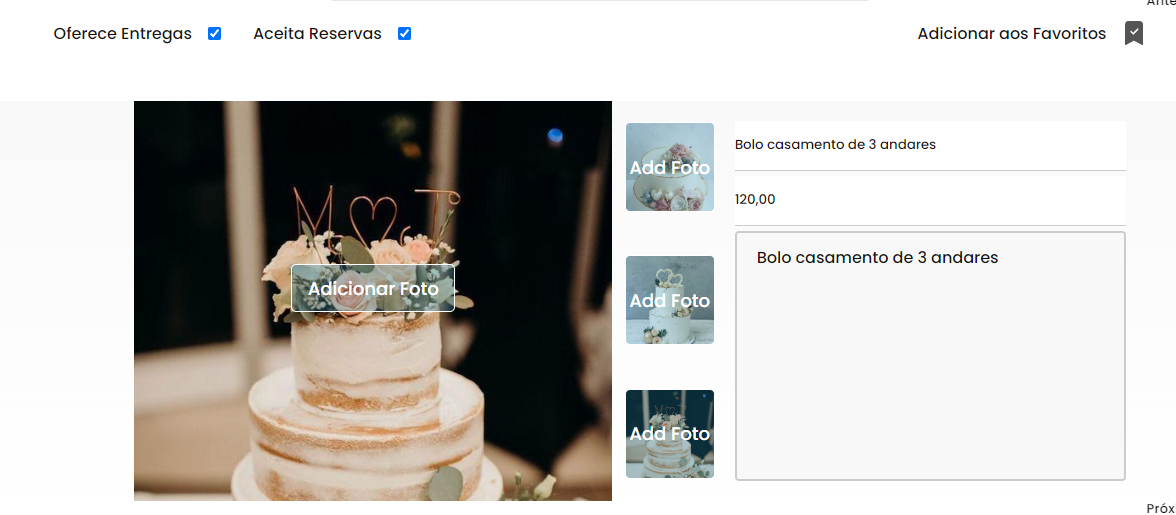 Ante
Oferece Entregas
Aceita Reservas
Adicionar aos Favoritos
Adicionar Foto
Add Foto
Add Foto
Add Foto
Bolo casamento de 3 andares
120,00
Bolo casamento de 3 andares
Próx